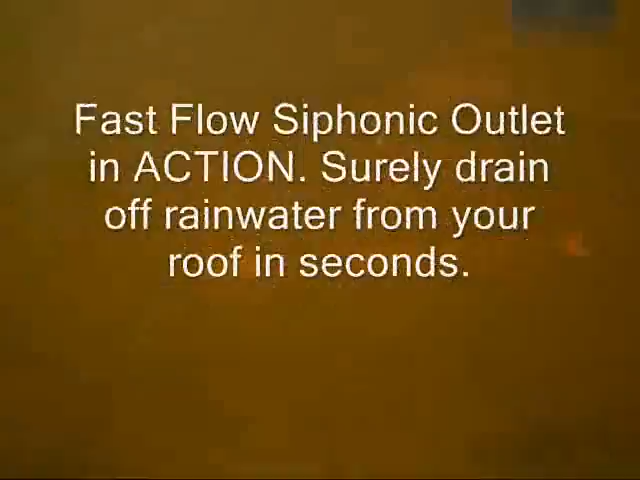 Fast Flow Siphonic Outlet
in ACTION. Surely drain
off rainwater from your
roof in seconds.